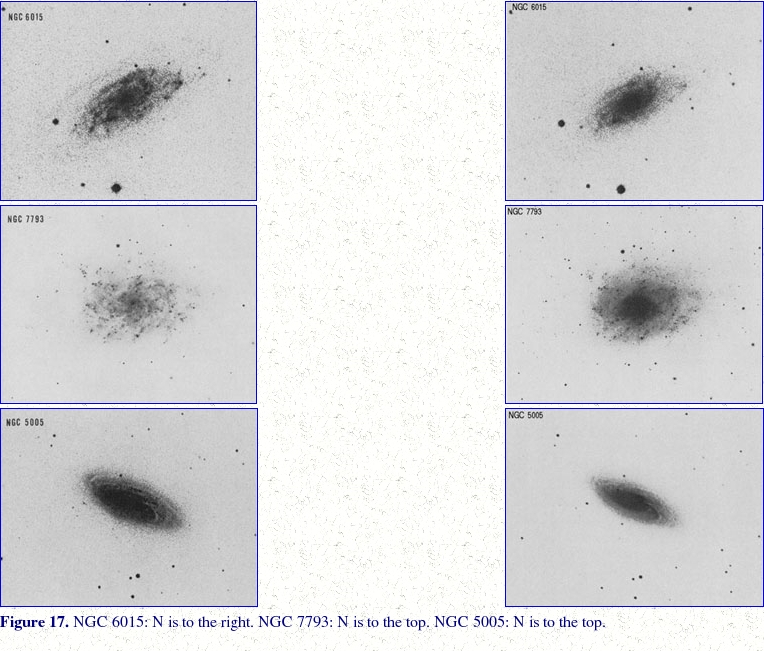 NGC 6015
NGC 6015
NGC 7793
NGC 7793
NGC 5005
NGC 5005
Figure 17. NGC 6015: N is to the right. NGC 7793: N is to the top. NGC 5005: N is to the top.